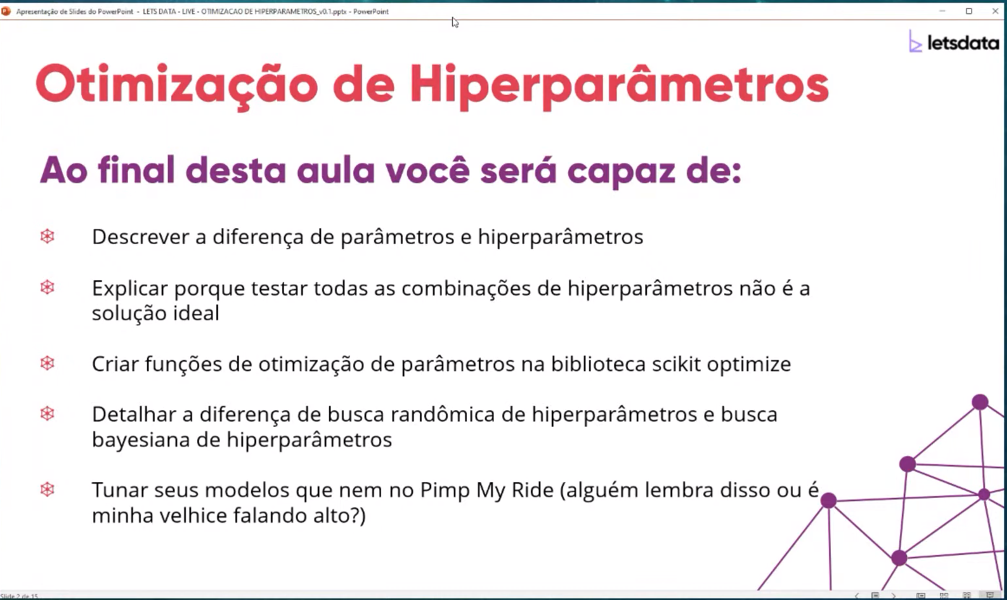 Apresentação de Slides do PowerPoint - LETS DATA - LIVE - OTIMIZACAO DE HIPERPARAMETROS_v0.1.pptx - PowerPoint
letsdata
Otimização de Hiperparâmetros
Ao final desta aula você será capaz de:
Descrever a diferença de parâmetros e hiperparâmetros
Explicar porque testar todas as combinações de hiperparâmetros não é a
solução ideal
Criar funções de otimização de parâmetros na biblioteca scikit optimize
Detalhar a diferença de busca randômica de hiperparâmetros e busca
bayesiana de hiperparâmetros
Tunar seus modelos que nem no Pimp My Ride (alguém lembra disso ou é
minha velhice falando alto?)
Slide 2 de 15